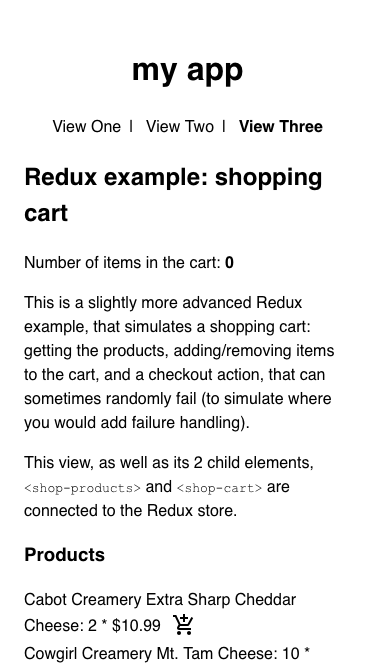 my app
View One | View Two | View Three
Redux example: shopping
cart
Number of items in the cart: 0
This is a slightly more advanced Redux
example, that simulates a shopping cart:
getting the products, adding/removing items
to the cart, and a checkout action, that can
sometimes randomly fail (to simulate where
you would add failure handling).
This view, as well as its 2 child elements,
<shop-products> and <shop-cart> are
connected to the Redux store.
Products
Cabot Creamery Extra Sharp Cheddar
Cheese: 2 * $10.99
Cowgirl Creamery Mt. Tam Cheese: 10 *